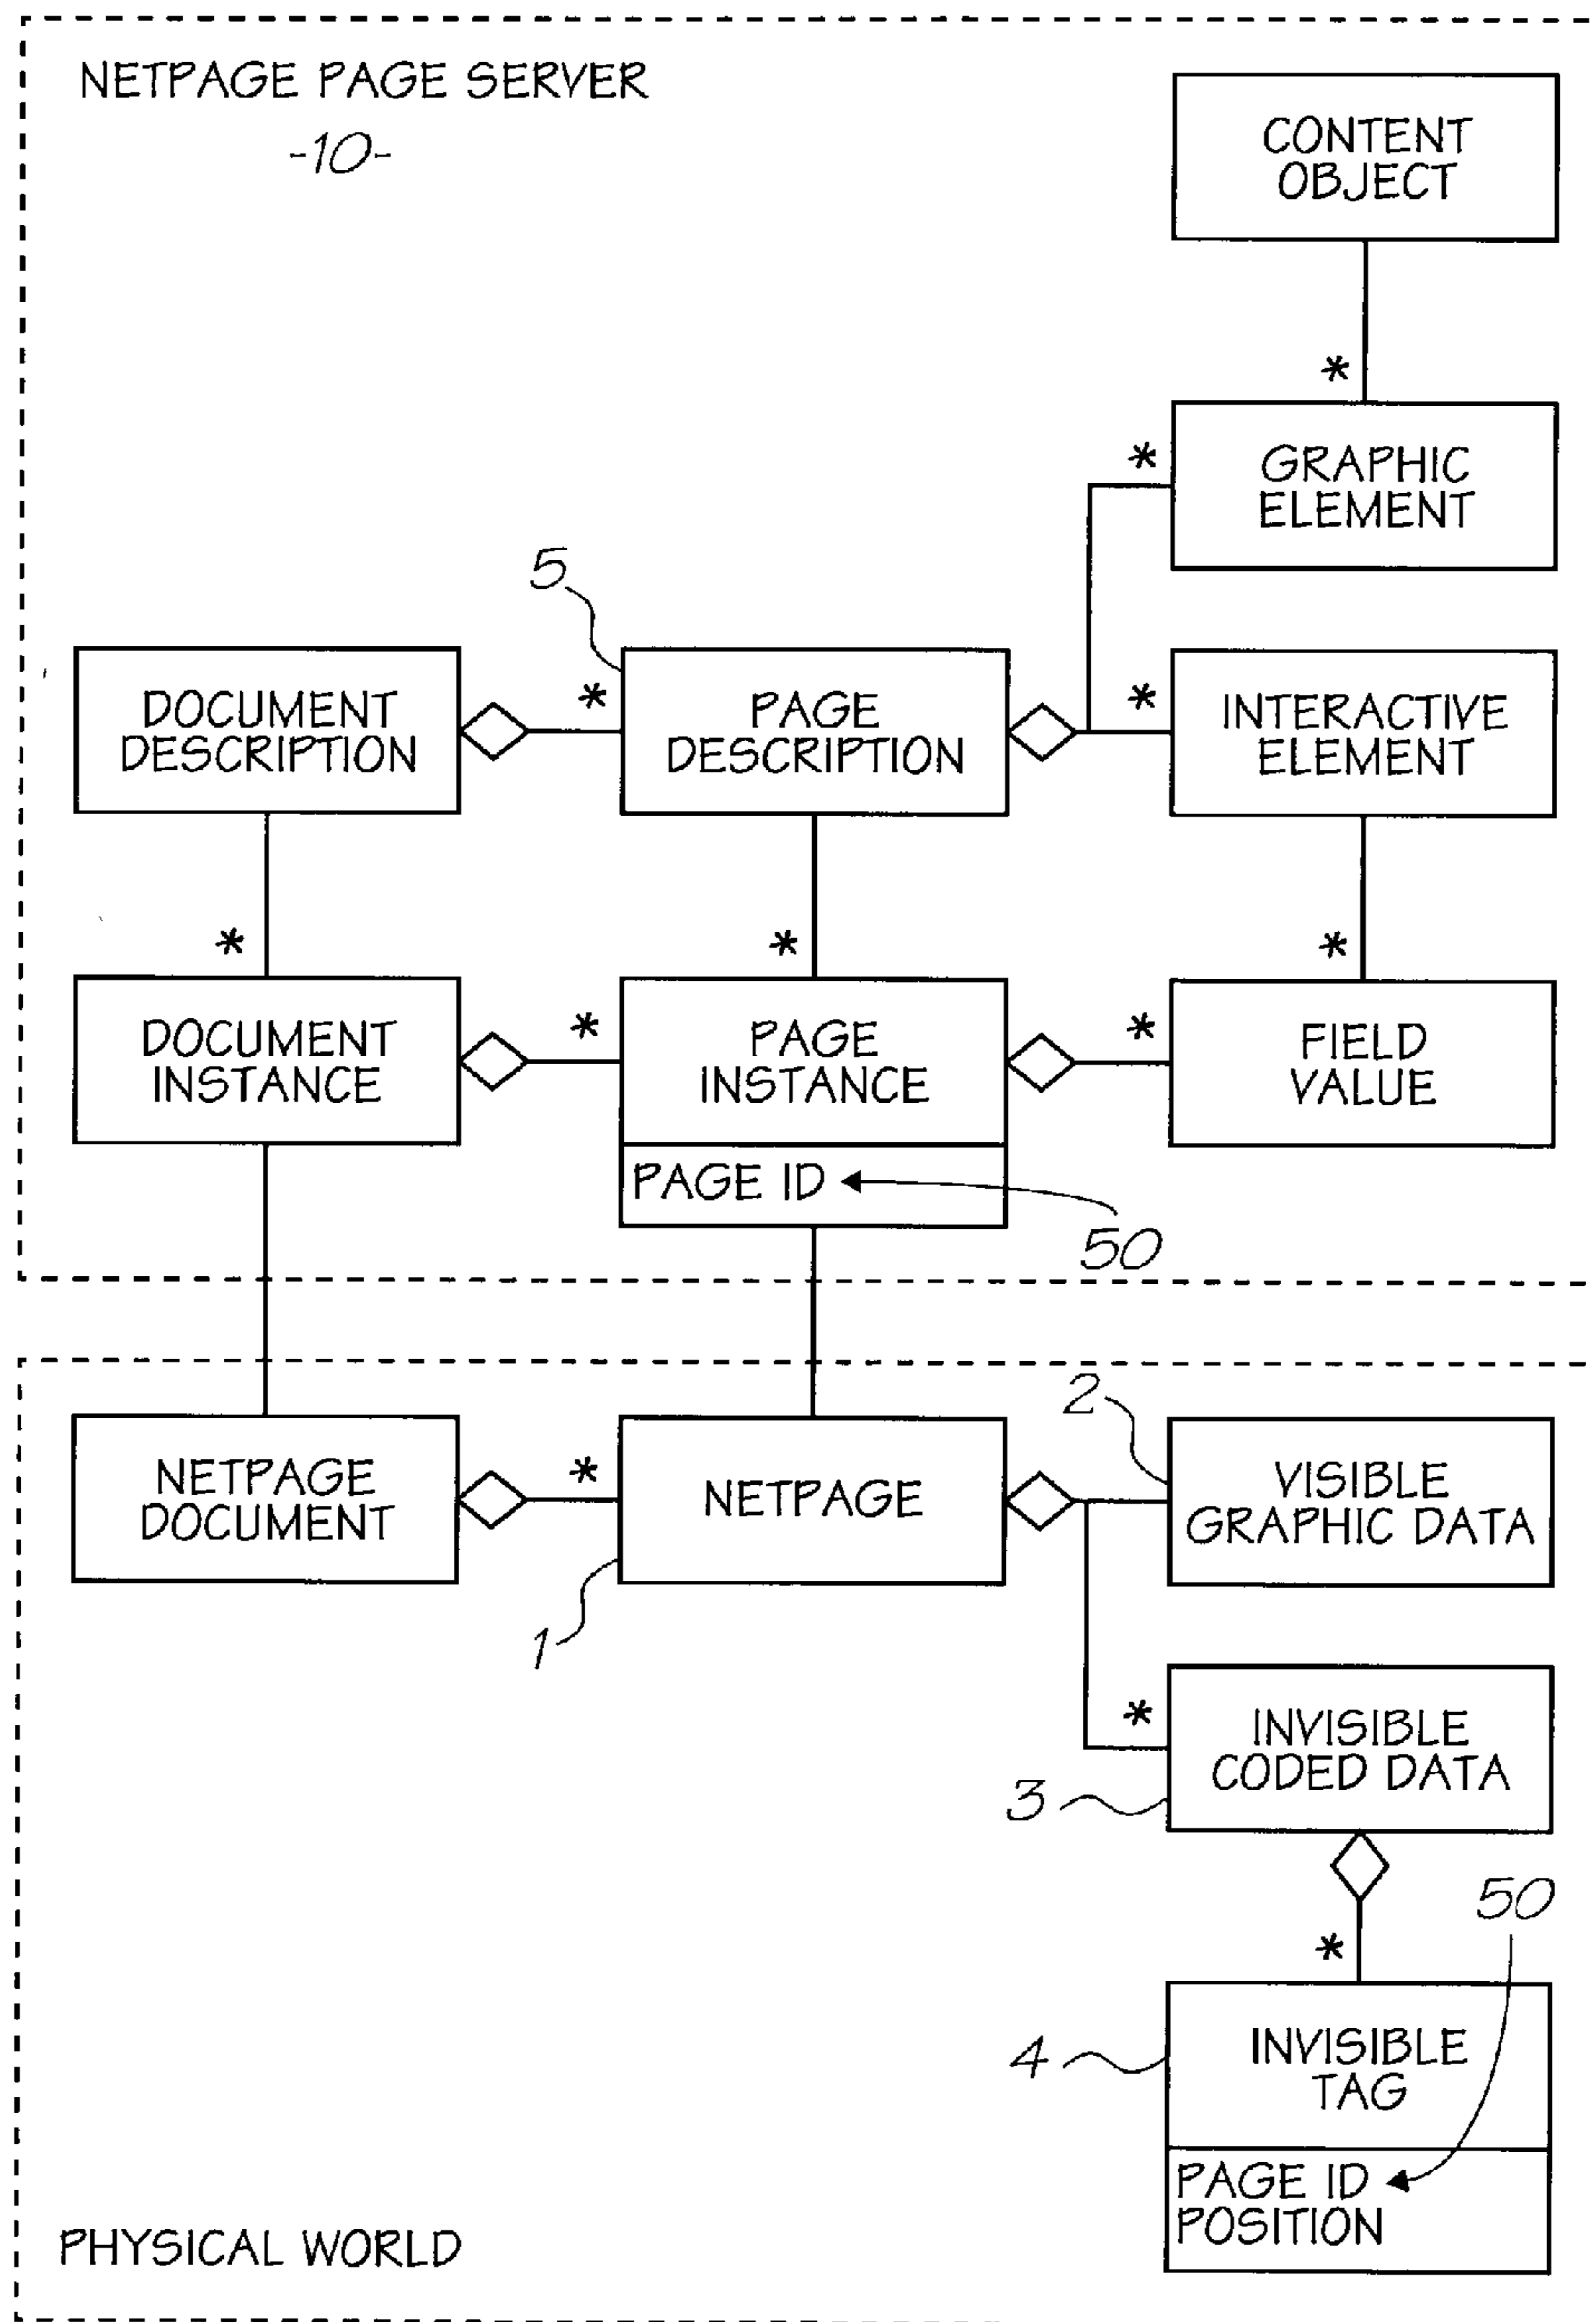 NETPAGE PAGE SERVER
-10-
CONTENT
OBJECT
*
*
GRAPHIC
ELEMENT
5
DOCUMENT
DESCRIPTION
*
PAGE
DESCRIPTION
*
INTERACTIVE
ELEMENT
*
*
*
DOCUMENT
INSTANCE
*
PAGE
INSTANCE
*
FIELD
VALUE
PAGE ID
50
2
NETPAGE
DOCUMENT
*
NETPAGE
VISIBLE
GRAPHIC DATA
1
*
INVISIBLE
CODED DATA
3
50
*
4
INVISIBLE
TAG
PAGE ID
POSITION
PHYSICAL WORLD